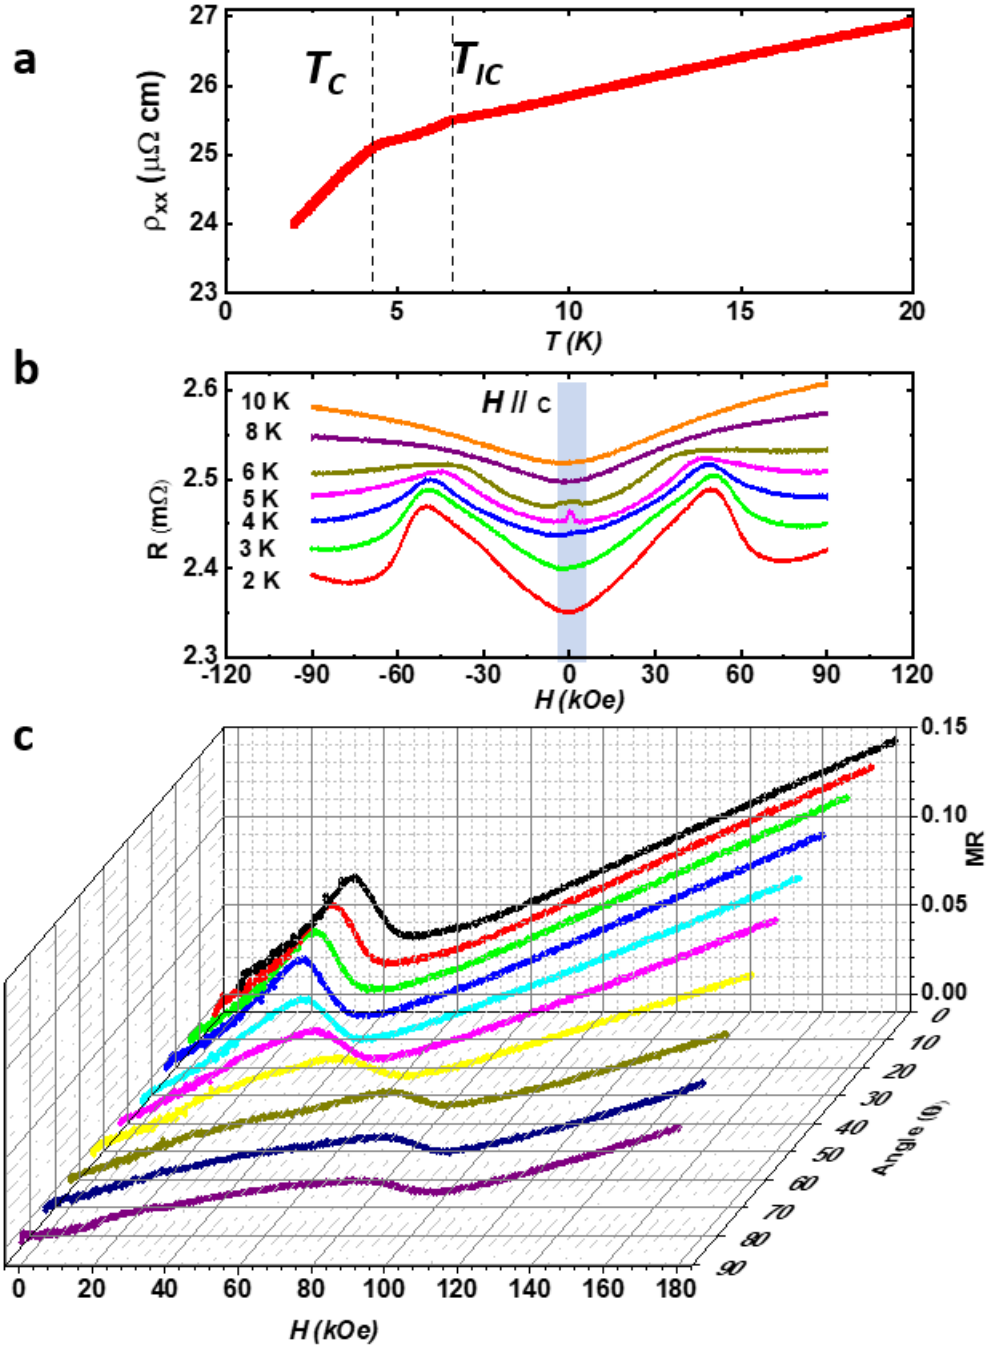 a
27
26
25
24
23
ρxx (μΩ cm)
TC
TIC
0
5
10
15
20
T (K)
b
2.6
2.5
2.4
2.3
R (mΩ)
H // c
10 K
8 K
6 K
5 K
4 K
3 K
2 K
-120
-90
-60
-30
0
30
60
90
120
H (kOe)
c
0.15
0.10
0.05
0.00
MR
0
10
20
30
40
50
60
70
80
90
Angle (θ)
0
20
40
60
80
100
120
140
160
180
H (kOe)